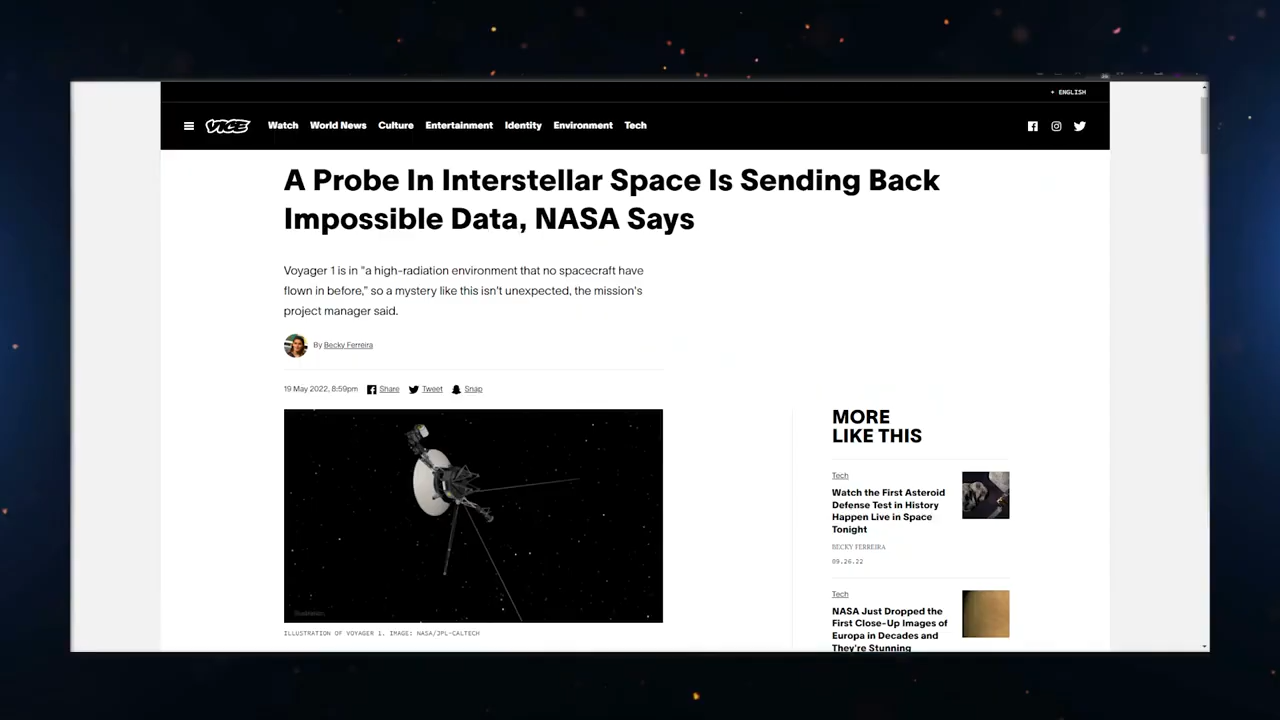 + ENGLISH
VICE
Watch World News Culture Entertainment Identity Environment Tech
A Probe In Interstellar Space Is Sending Back
Impossible Data, NASA Says
Voyager 1 is in "a high-radiation environment that no spacecraft have
flown in before," so a mystery like this isn't unexpected, the mission's
project manager said.
By Becky Ferreira
19 May 2022, 8:59pm Share Tweet Snap
ILLUSTRATION OF VOYAGER 1. IMAGE: NASA/JPL-CALTECH
MORE
LIKE THIS
Tech
Watch the First Asteroid
Defense Test in History
Happen Live in Space
Tonight
BECKY FERREIRA
09.26.22
Tech
NASA Just Dropped the
First Close-Up Images of
Europa in Decades and
They're Stunning